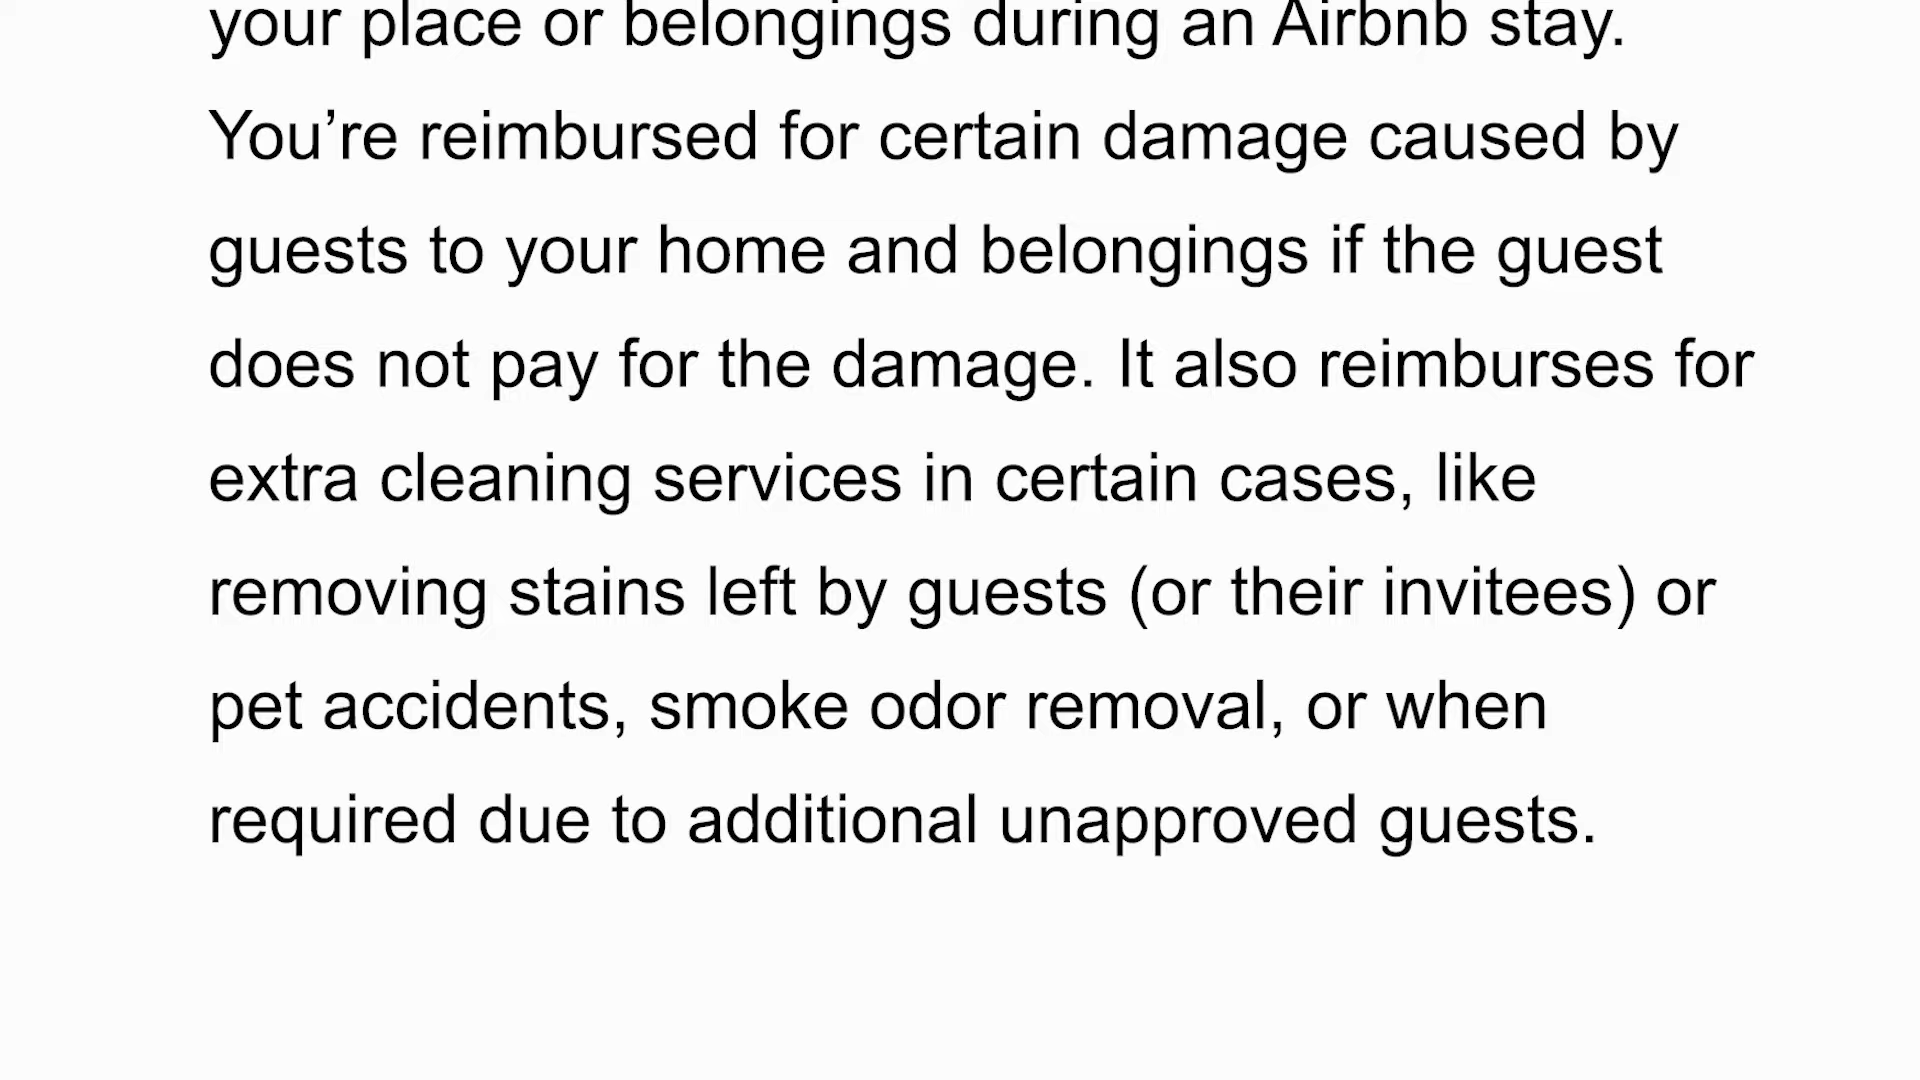 your place or belongings during an Airbnb stay.
You’re reimbursed for certain damage caused by
guests to your home and belongings if the guest
does not pay for the damage. It also reimburses for
extra cleaning services in certain cases, like
removing stains left by guests (or their invitees) or
pet accidents, smoke odor removal, or when
required due to additional unapproved guests.